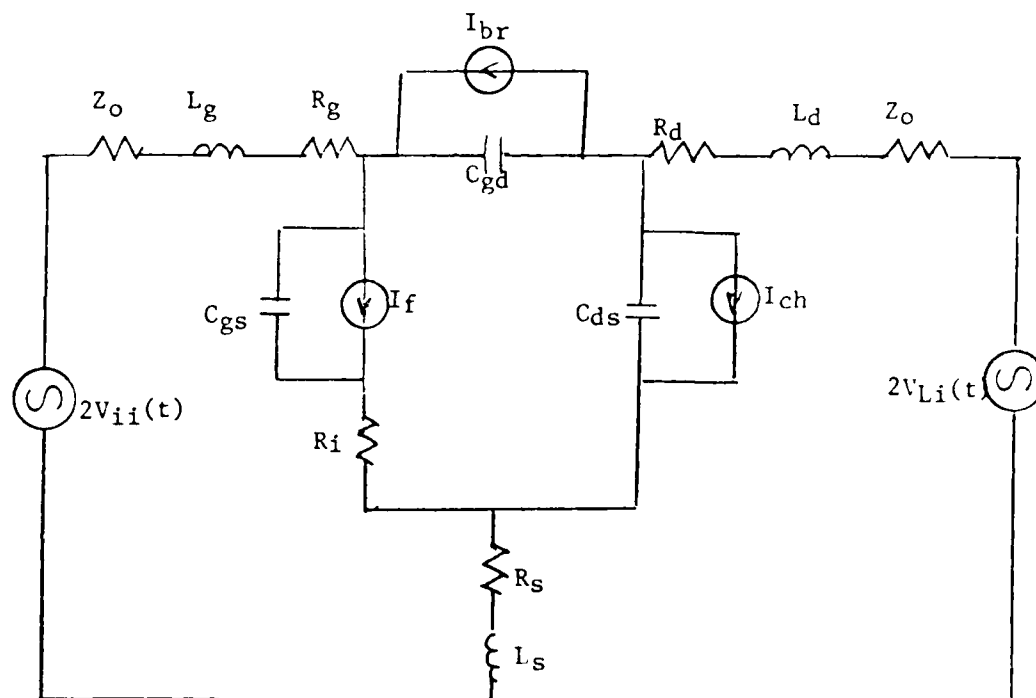 I_br
Z_o L_g R_g R_d L_d Z_o
C_gd
C_gs I_f C_ds I_ch
2V_ii(t) 2V_Li(t)
R_i
R_s
L_s